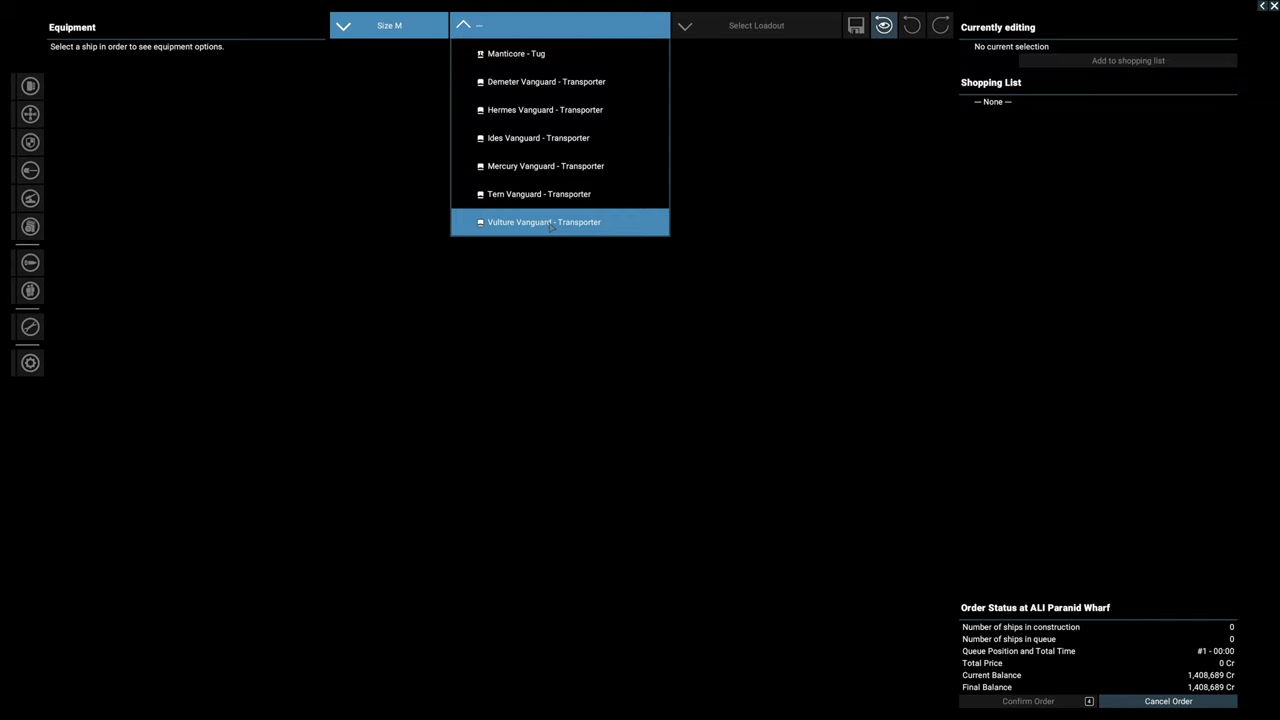 Equipment
Select a ship in order to see equipment options.
Size M
—
Select Loadout
Manticore - Tug
Demeter Vanguard - Transporter
Hermes Vanguard - Transporter
Ides Vanguard - Transporter
Mercury Vanguard - Transporter
Tern Vanguard - Transporter
Vulture Vanguard - Transporter
Currently editing
No current selection
Add to shopping list
Shopping List
— None —
Order Status at ALI Paranid Wharf
Number of ships in construction 0
Number of ships in queue 0
Queue Position and Total Time #1 - 00:00
Total Price 0 Cr
Current Balance 1,408,689 Cr
Final Balance 1,408,689 Cr
Confirm Order 4 Cancel Order